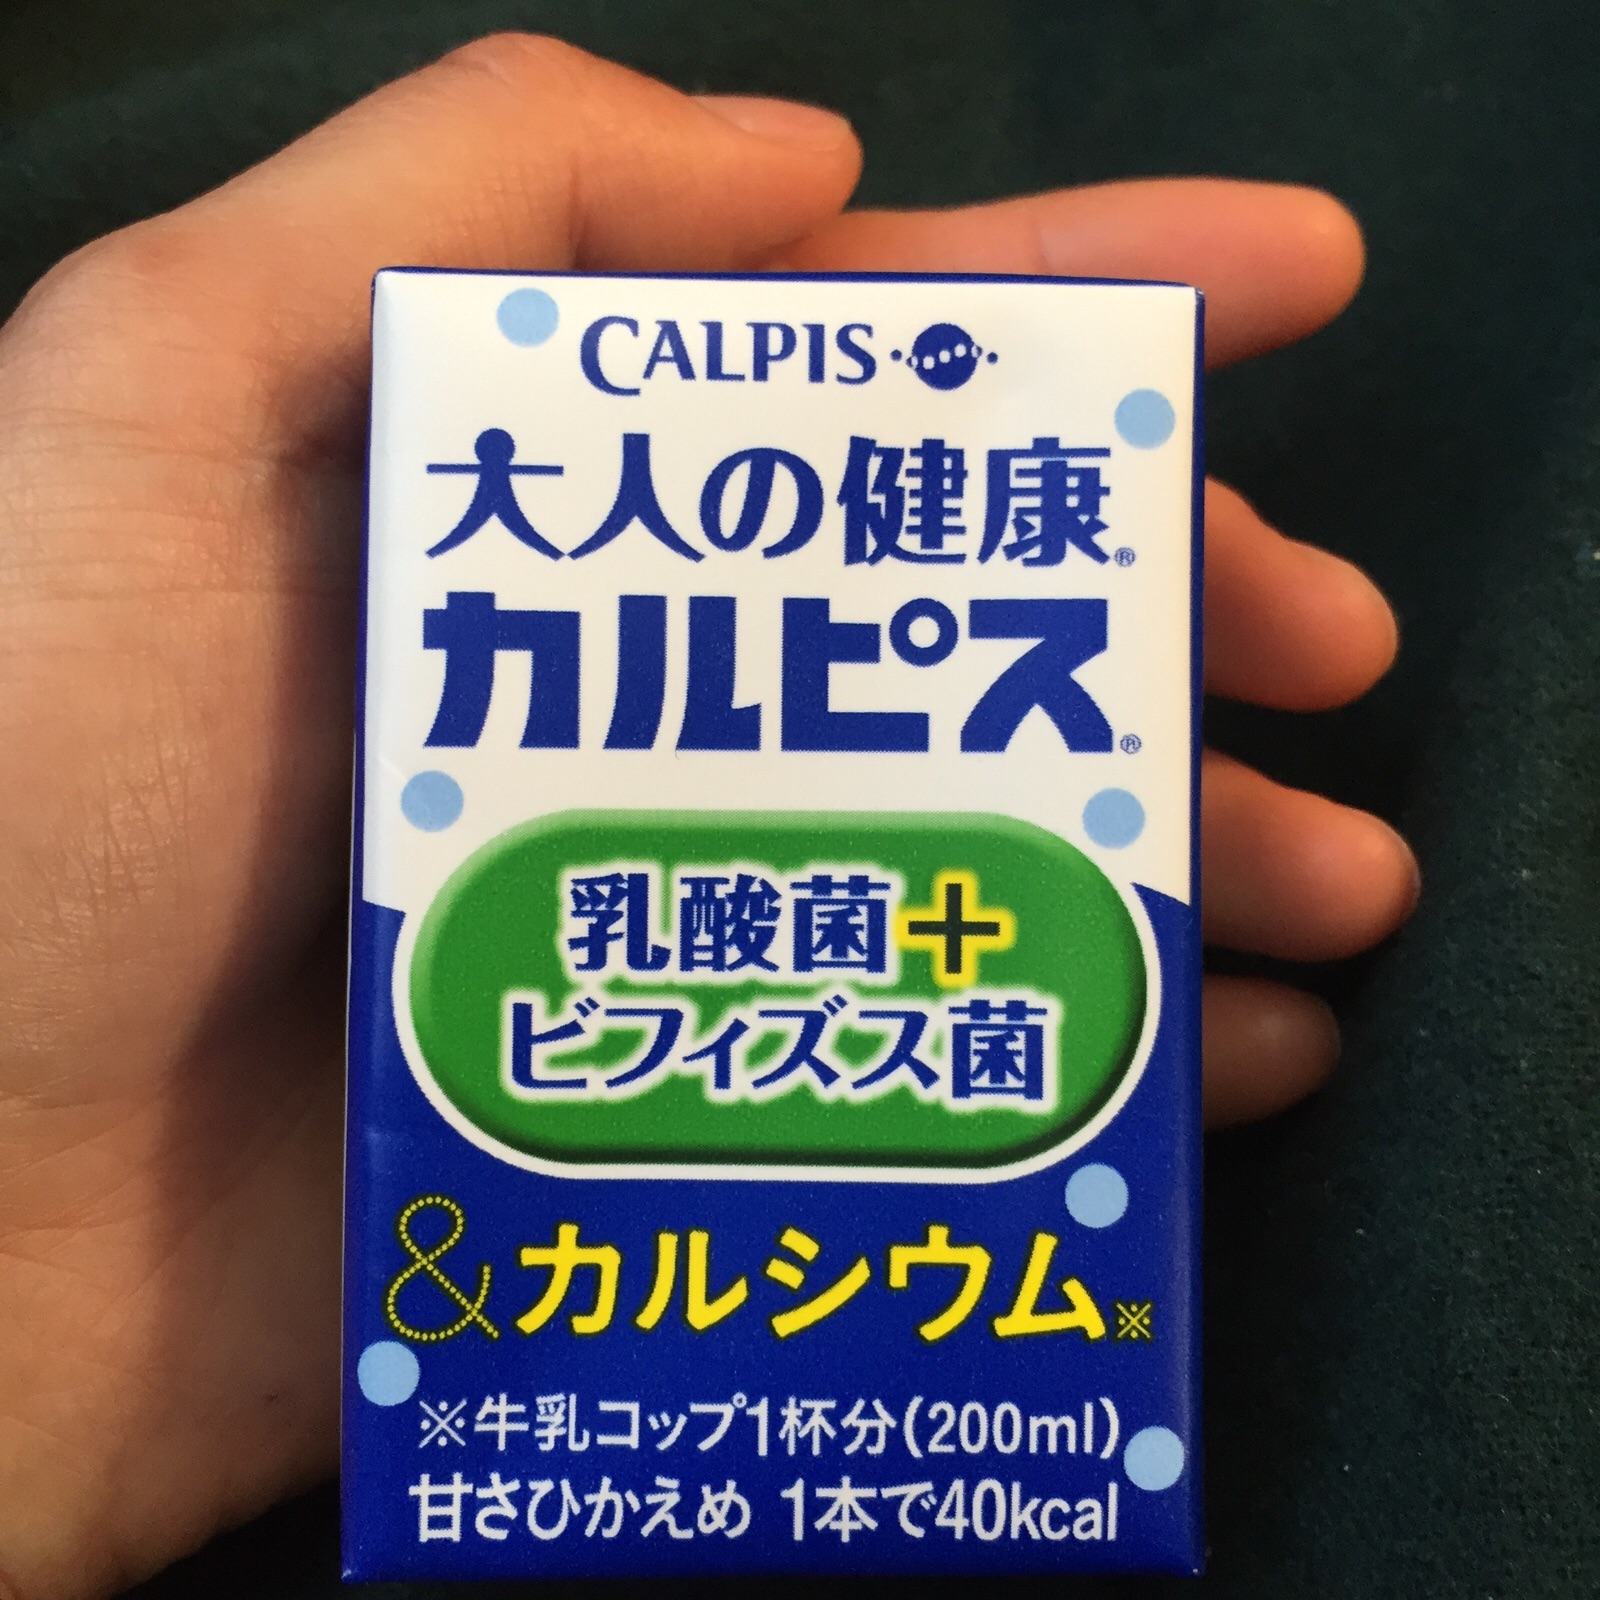 CALPIS
大人の健康®
カルピス®
乳酸菌+
ビフィズス菌
&カルシウム※
※牛乳コップ1杯分(200ml)
甘さひかえめ 1本で40kcal